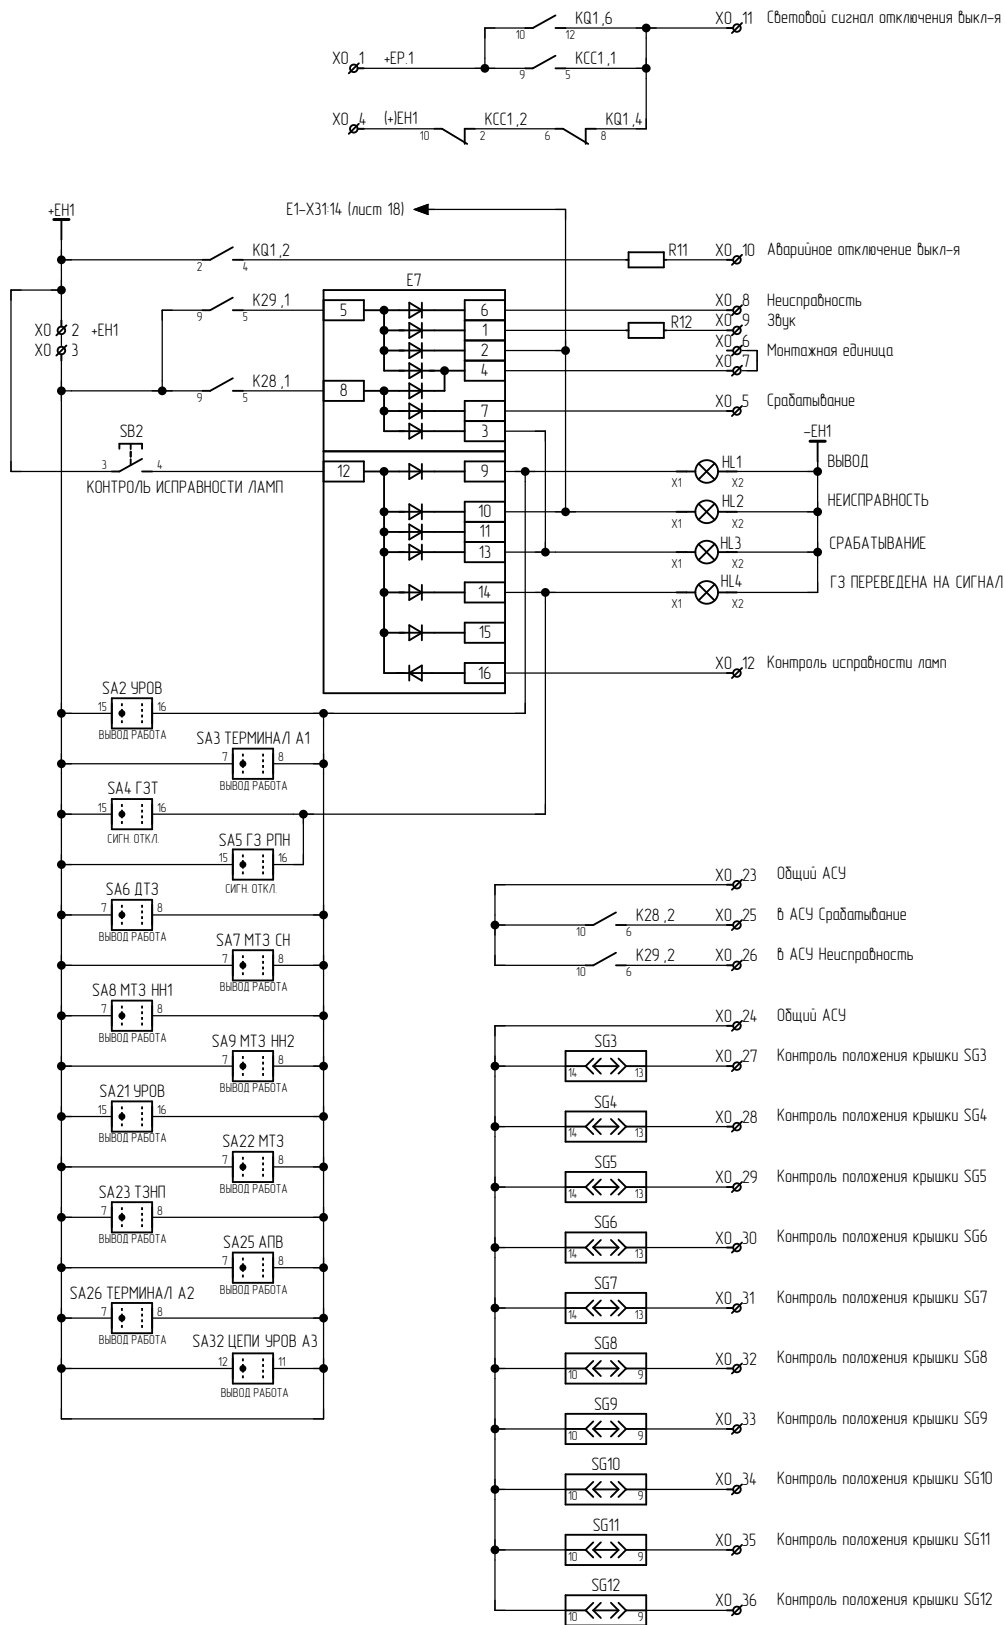 KQ1,6
X0 11 Световой сигнал отключения выкл-я
10 12
X0 1 +EP.1
KCC1,1
9 5
X0 4 (+)EH1
KCC1,2
KQ1,4
10 2 6 8
+EH1
E1-X31:14 (лист 18)
KQ1,2
2 4
R11
X0 10 Аварийное отключение выкл-я
E7
K29,1
9 5
5
6
X0 8 Неисправность
X0 2 +EH1
1
R12
X0 9 Звук
X0 3
2
X0 6
4
X0 7
Монтажная единица
K28,1
9 5
8
7
X0 5 Срабатывание
3
-EH1
SB2
3 4
12
9
HL1
X1 X2
ВЫВОД
КОНТРОЛЬ ИСПРАВНОСТИ ЛАМП
10
HL2
X1 X2
НЕИСПРАВНОСТЬ
11
13
HL3
X1 X2
СРАБАТЫВАНИЕ
14
HL4
X1 X2
ГЗ ПЕРЕВЕДЕНА НА СИГНАЛ
15
16
X0 12 Контроль исправности ламп
SA2 УРОВ
15 16
ВЫВОД РАБОТА
SA3 ТЕРМИНАЛ А1
7 8
ВЫВОД РАБОТА
SA4 ГЗТ
15 16
СИГН. ОТКЛ.
SA5 ГЗ РПН
15 16
СИГН. ОТКЛ.
SA6 ДТЗ
7 8
ВЫВОД РАБОТА
SA7 МТЗ СН
7 8
ВЫВОД РАБОТА
SA8 МТЗ НН1
7 8
ВЫВОД РАБОТА
SA9 МТЗ НН2
7 8
ВЫВОД РАБОТА
SA21 УРОВ
15 16
ВЫВОД РАБОТА
SA22 МТЗ
7 8
ВЫВОД РАБОТА
SA23 ТЗНП
7 8
ВЫВОД РАБОТА
SA25 АПВ
7 8
ВЫВОД РАБОТА
SA26 ТЕРМИНАЛ А2
7 8
ВЫВОД РАБОТА
SA32 ЦЕПИ УРОВ А3
12 11
ВЫВОД РАБОТА
X0 23 Общий АСУ
K28,2
10 6
X0 25 в АСУ Срабатывание
K29,2
10 6
X0 26 в АСУ Неисправность
X0 24 Общий АСУ
SG3
14 13
X0 27 Контроль положения крышки SG3
SG4
14 13
X0 28 Контроль положения крышки SG4
SG5
14 13
X0 29 Контроль положения крышки SG5
SG6
14 13
X0 30 Контроль положения крышки SG6
SG7
14 13
X0 31 Контроль положения крышки SG7
SG8
10 9
X0 32 Контроль положения крышки SG8
SG9
10 9
X0 33 Контроль положения крышки SG9
SG10
10 9
X0 34 Контроль положения крышки SG10
SG11
10 9
X0 35 Контроль положения крышки SG11
SG12
10 9
X0 36 Контроль положения крышки SG12